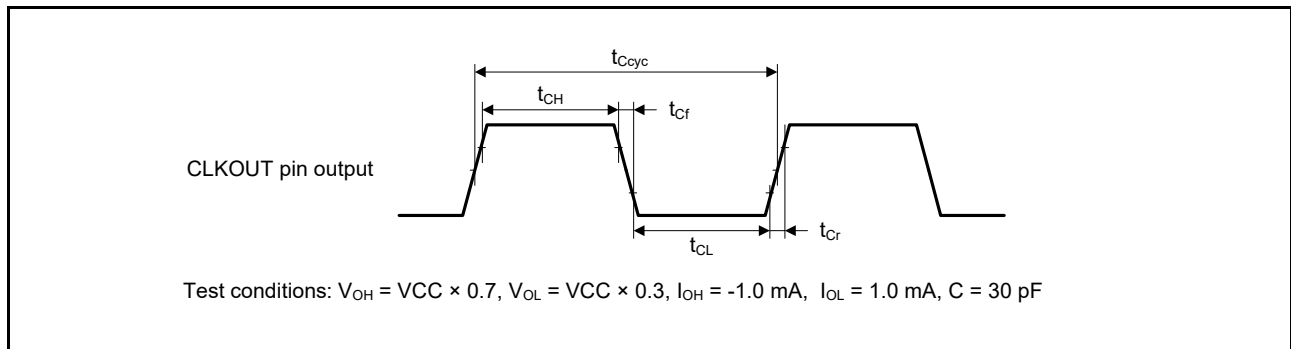 tCcyc
tCH
tCf
CLKOUT pin output
tCL
tCr
Test conditions: VOH = VCC × 0.7, VOL = VCC × 0.3, IOH = -1.0 mA, IOL = 1.0 mA, C = 30 pF